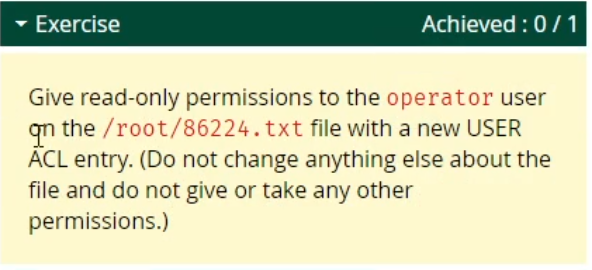 Exercise Achieved : 0 / 1
Give read-only permissions to the operator user
on the /root/86224.txt file with a new USER
ACL entry. (Do not change anything else about the
file and do not give or take any other
permissions.)